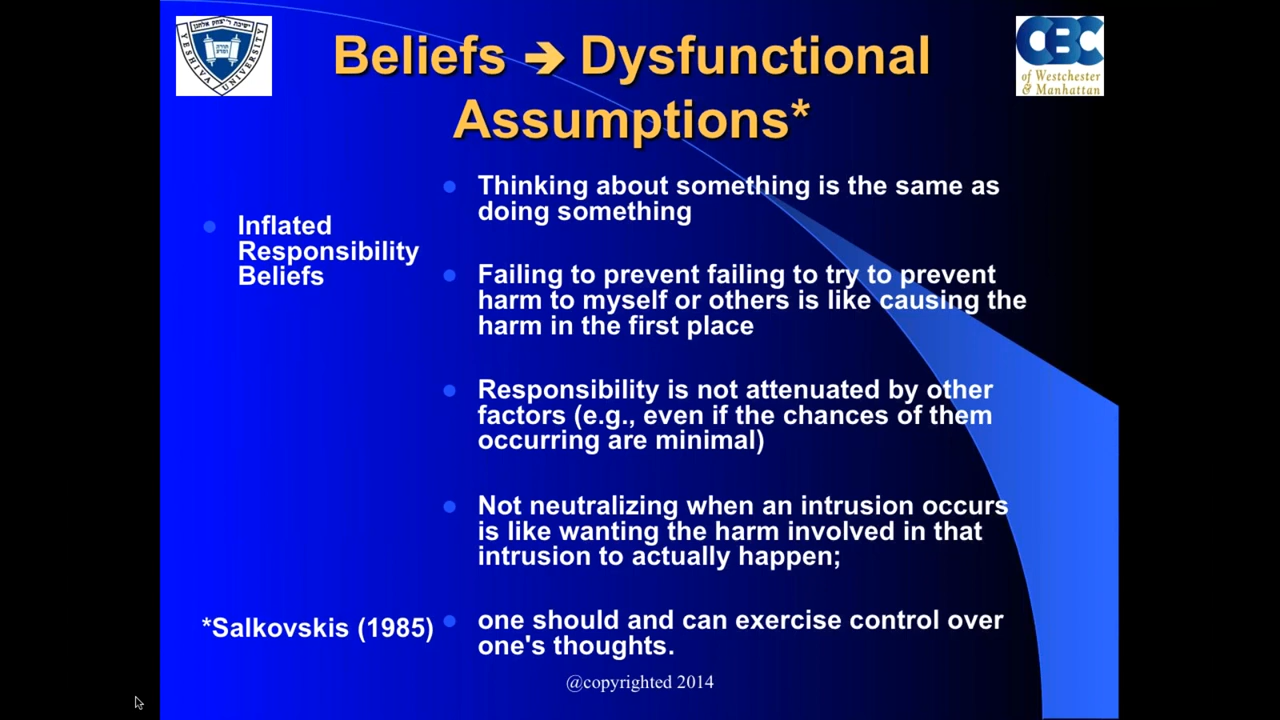 YESHIVA UNIVERSITY
CBC
of Westchester
& Manhattan
Beliefs ➔ Dysfunctional
Assumptions*
Inflated
Responsibility
Beliefs
Thinking about something is the same as
doing something
Failing to prevent failing to try to prevent
harm to myself or others is like causing the
harm in the first place
Responsibility is not attenuated by other
factors (e.g., even if the chances of them
occurring are minimal)
Not neutralizing when an intrusion occurs
is like wanting the harm involved in that
intrusion to actually happen;
one should and can exercise control over
one's thoughts.
*Salkovskis (1985)
@copyrighted 2014